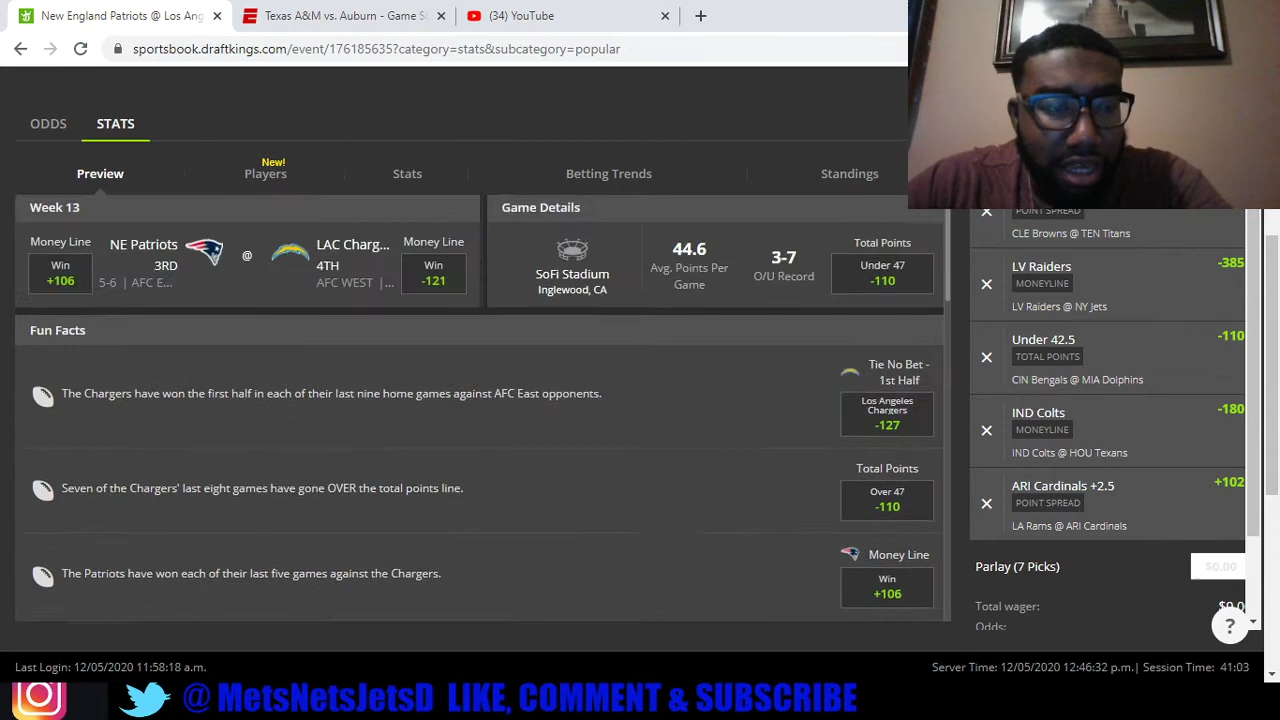 New England Patriots @ Los Ang
Texas A&M vs. Auburn - Game S
(34) YouTube
sportsbook.draftkings.com/event/176185635?category=stats&subcategory=popular
ODDS
STATS
Preview
New!
Players
Stats
Betting Trends
Standings
Week 13
Money Line
Win
+106
NE Patriots
3RD
5-6 | AFC E...
@
LAC Charg...
4TH
AFC WEST |...
Money Line
Win
-121
Game Details
SoFi Stadium
Inglewood, CA
44.6
Avg. Points Per
Game
3-7
O/U Record
Total Points
Under 47
-110
Fun Facts
The Chargers have won the first half in each of their last nine home games against AFC East opponents.
Tie No Bet -
1st Half
Los Angeles
Chargers
-127
Seven of the Chargers' last eight games have gone OVER the total points line.
Total Points
Over 47
-110
The Patriots have won each of their last five games against the Chargers.
Money Line
Win
+106
POINT SPREAD
CLE Browns @ TEN Titans
LV Raiders
-385
MONEYLINE
LV Raiders @ NY Jets
Under 42.5
-110
TOTAL POINTS
CIN Bengals @ MIA Dolphins
IND Colts
-180
MONEYLINE
IND Colts @ HOU Texans
ARI Cardinals +2.5
+102
POINT SPREAD
LA Rams @ ARI Cardinals
Parlay (7 Picks)
$0.00
Total wager:
Odds:
?
Last Login: 12/05/2020 11:58:18 a.m.
Server Time: 12/05/2020 12:46:32 p.m.| Session Time: 41:03
@ MetsNetsJetsD LIKE, COMMENT & SUBSCRIBE